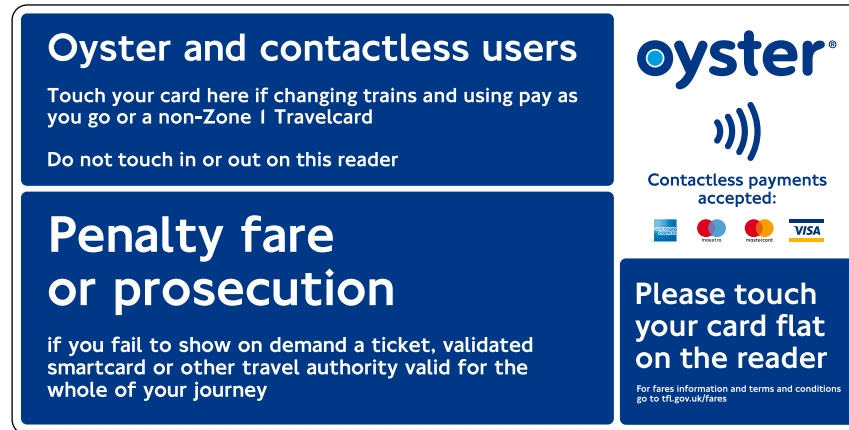 Oyster and contactless users
Touch your card here if changing trains and using pay as
you go or a non-Zone 1 Travelcard
Do not touch in or out on this reader
Penalty fare
or prosecution
if you fail to show on demand a ticket, validated
smartcard or other travel authority valid for the
whole of your journey
oyster®
Contactless payments
accepted:
maestro
mastercard
VISA
Please touch
your card flat
on the reader
For fares information and terms and conditions
go to tfl.gov.uk/fares